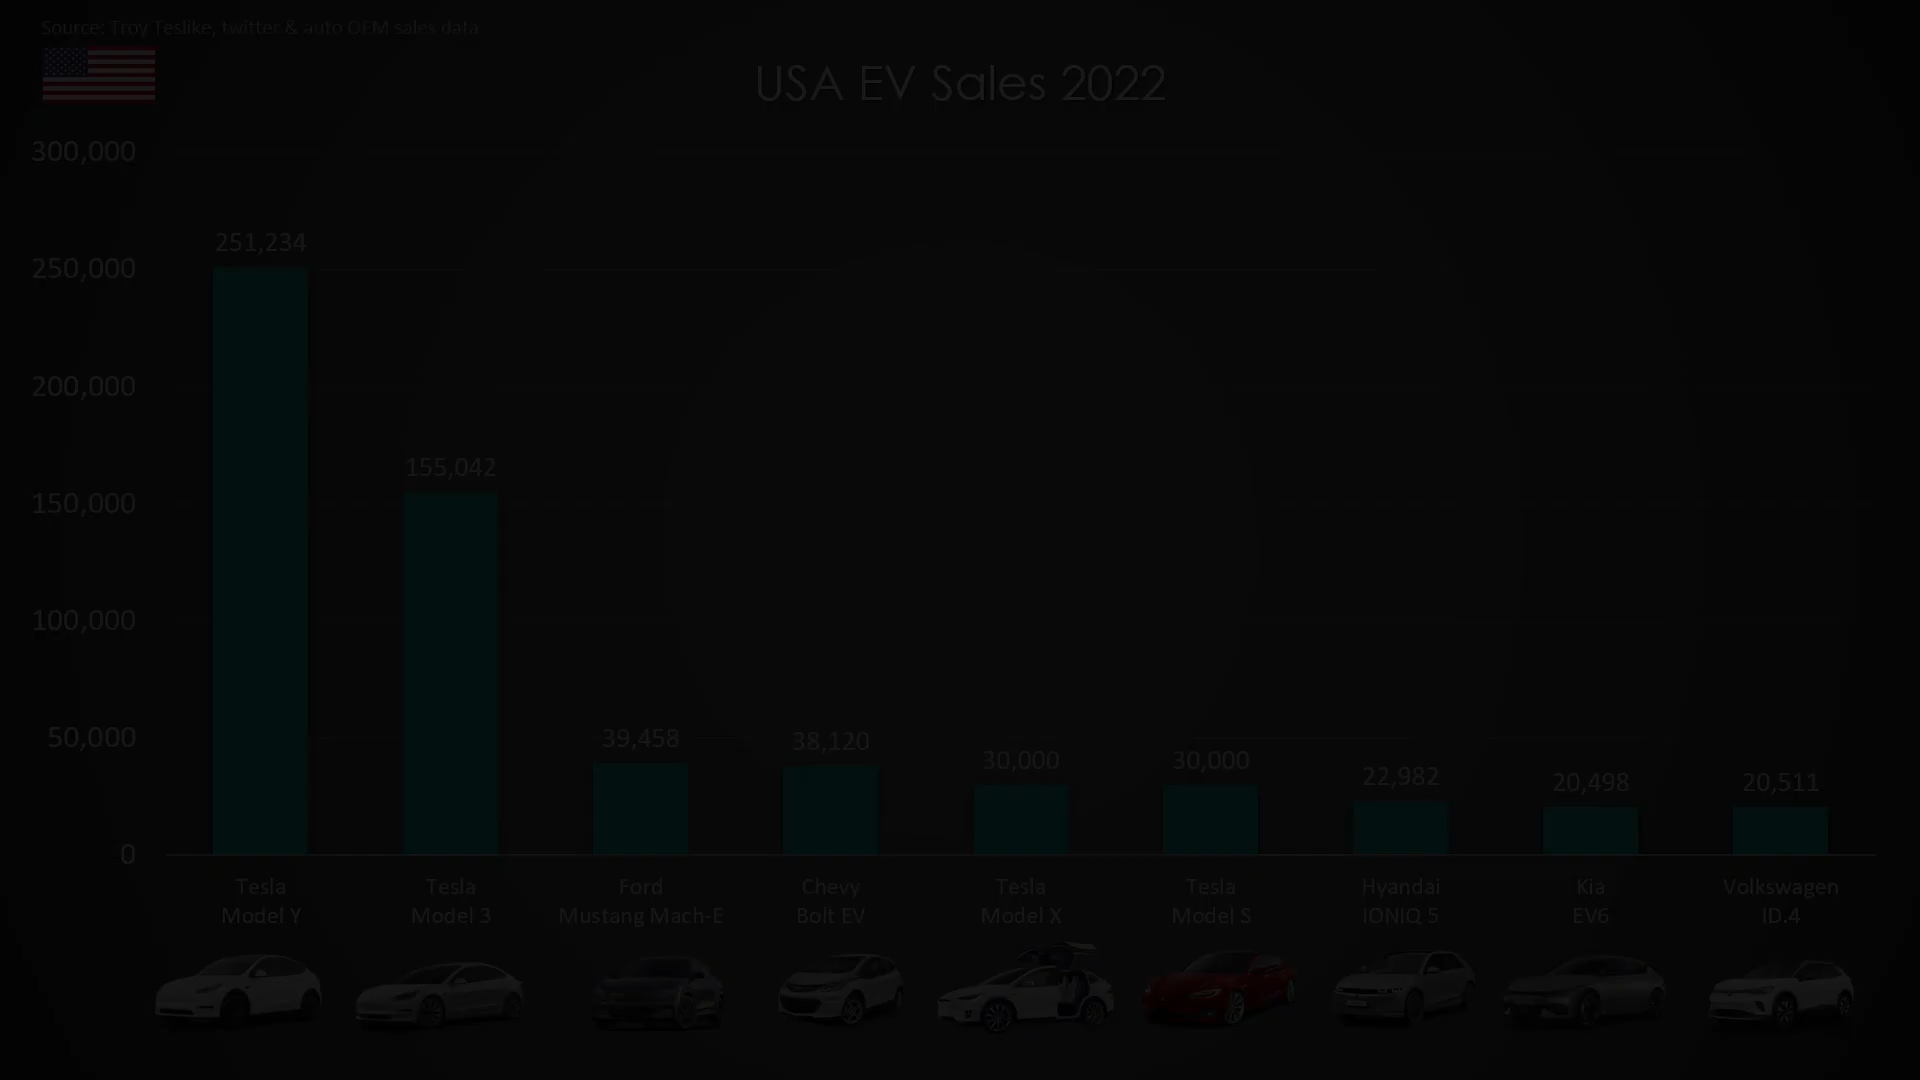 Source: Troy Teslike, twitter & auto OEM sales data
USA EV Sales 2022
300,000
250,000
200,000
150,000
100,000
50,000
0
251,234
155,042
39,458
38,120
30,000
30,000
22,982
20,498
20,511
Tesla
Model Y
Tesla
Model 3
Ford
Mustang Mach-E
Chevy
Bolt EV
Tesla
Model X
Tesla
Model S
Hyandai
IONIQ 5
Kia
EV6
Volkswagen
ID.4